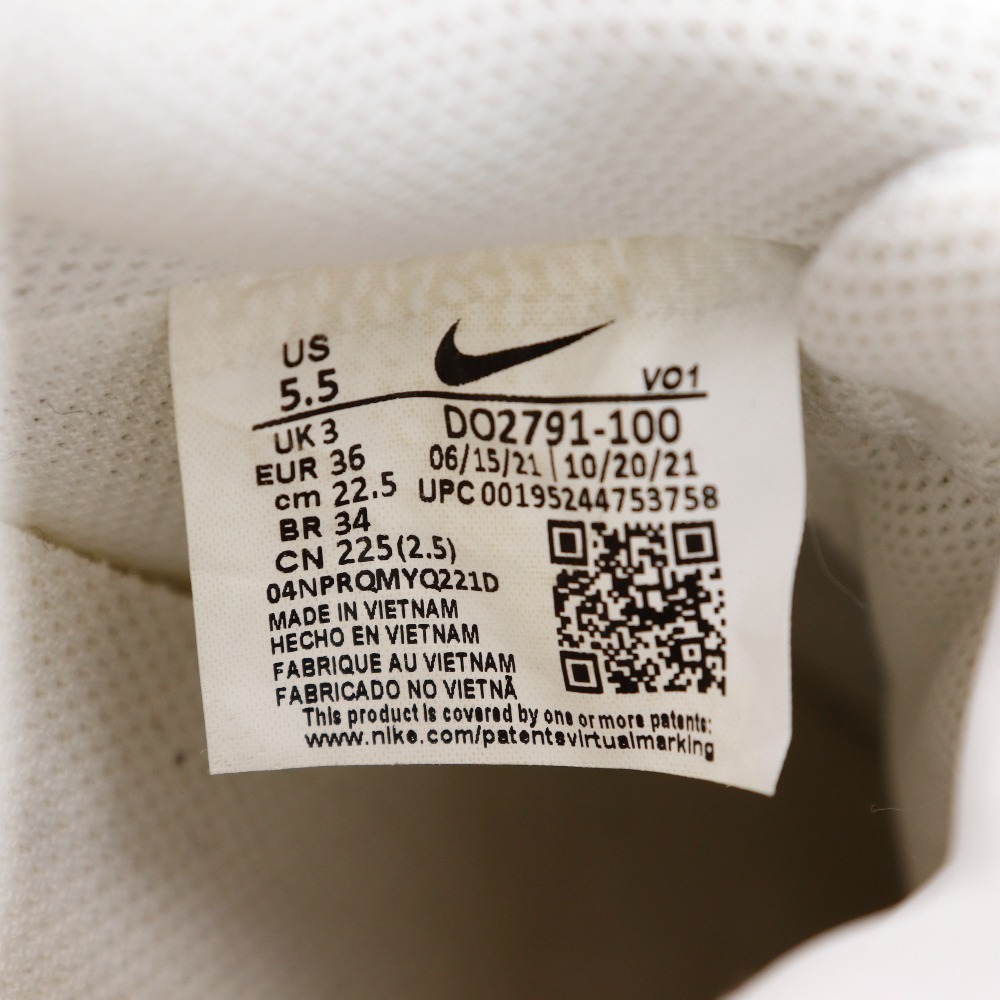 US
5.5
VO1
UK 3
DO2791-100
EUR 36
06/15/21 10/20/21
cm 22.5
UPC 00195244753758
BR 34
CN 225(2.5)
04NPRQMYQ221D
MADE IN VIETNAM
HECHO EN VIETNAM
FABRIQUE AU VIETNAM
FABRICADO NO VIETNÃ
This product is covered by one or more patents:
www.nike.com/patentsvirtualmarking